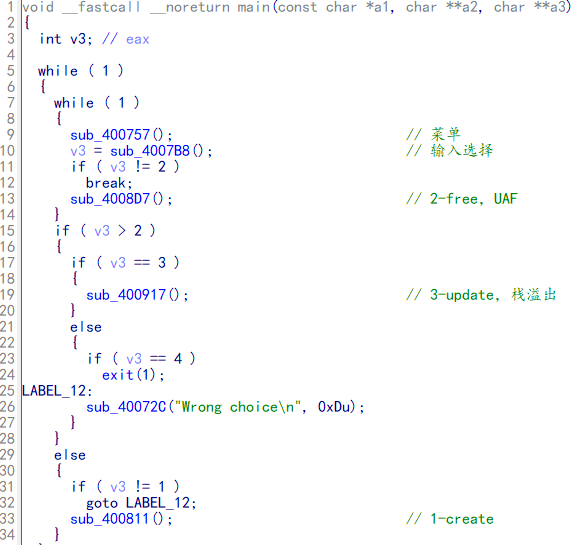 1 void __fastcall __noreturn main(const char *a1, char **a2, char **a3)
2 {
3   int v3; // eax
4
5   while ( 1 )
6   {
7     while ( 1 )
8     {
9       sub_400757();                             // 菜单
10       v3 = sub_4007B8();                        // 输入选择
11       if ( v3 != 2 )
12         break;
13       sub_4008D7();                             // 2-free, UAF
14     }
15     if ( v3 > 2 )
16     {
17       if ( v3 == 3 )
18       {
19         sub_400917();                           // 3-update, 栈溢出
20       }
21       else
22       {
23         if ( v3 == 4 )
24           exit(1);
25 LABEL_12:
26         sub_40072C("Wrong choice\n", 0xDu);
27       }
28     }
29     else
30     {
31       if ( v3 != 1 )
32         goto LABEL_12;
33       sub_400811();                             // 1-create
34     }